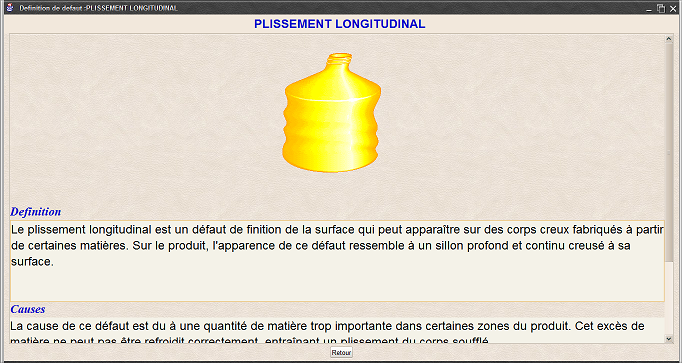 Definition de defaut :PLISSEMENT LONGITUDINAL
PLISSEMENT LONGITUDINAL
Definition
Le plissement longitudinal est un défaut de finition de la surface qui peut apparaître sur des corps creux fabriqués à partir
de certaines matières. Sur le produit, l'apparence de ce défaut ressemble à un sillon profond et continu creusé à sa
surface.
Causes
La cause de ce défaut est du à une quantité de matière trop importante dans certaines zones du produit. Cet excès de
matière ne peut pas être refroidit correctement, entraînant un plissement du corps soufflé.
Retour